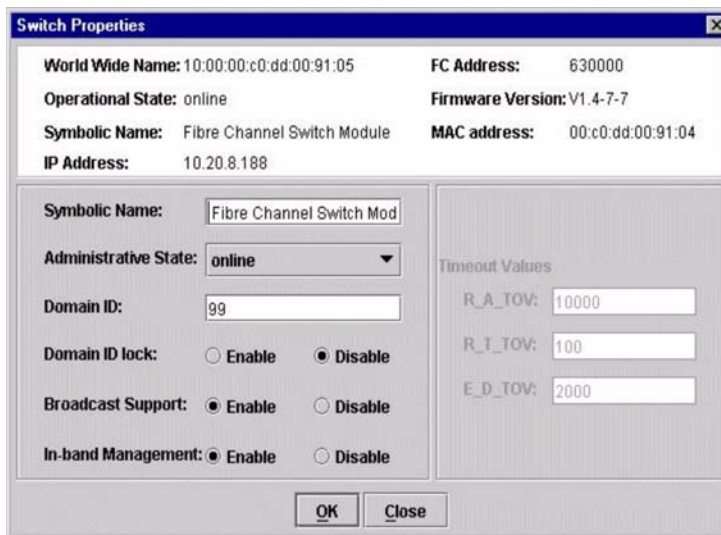 Switch Properties
World Wide Name: 10:00:00:c0:dd:00:91:05 FC Address: 630000
Operational State: online Firmware Version: V1.4-7-7
Symbolic Name: Fibre Channel Switch Module MAC address: 00:c0:dd:00:91:04
IP Address: 10.20.8.188
Symbolic Name: Fibre Channel Switch Mod
Administrative State: online
Domain ID: 99
Domain ID lock: Enable Disable
Broadcast Support: Enable Disable
In-band Management: Enable Disable
Timeout Values
R_A_TOV: 10000
R_T_TOV: 100
E_D_TOV: 2000
OK Close